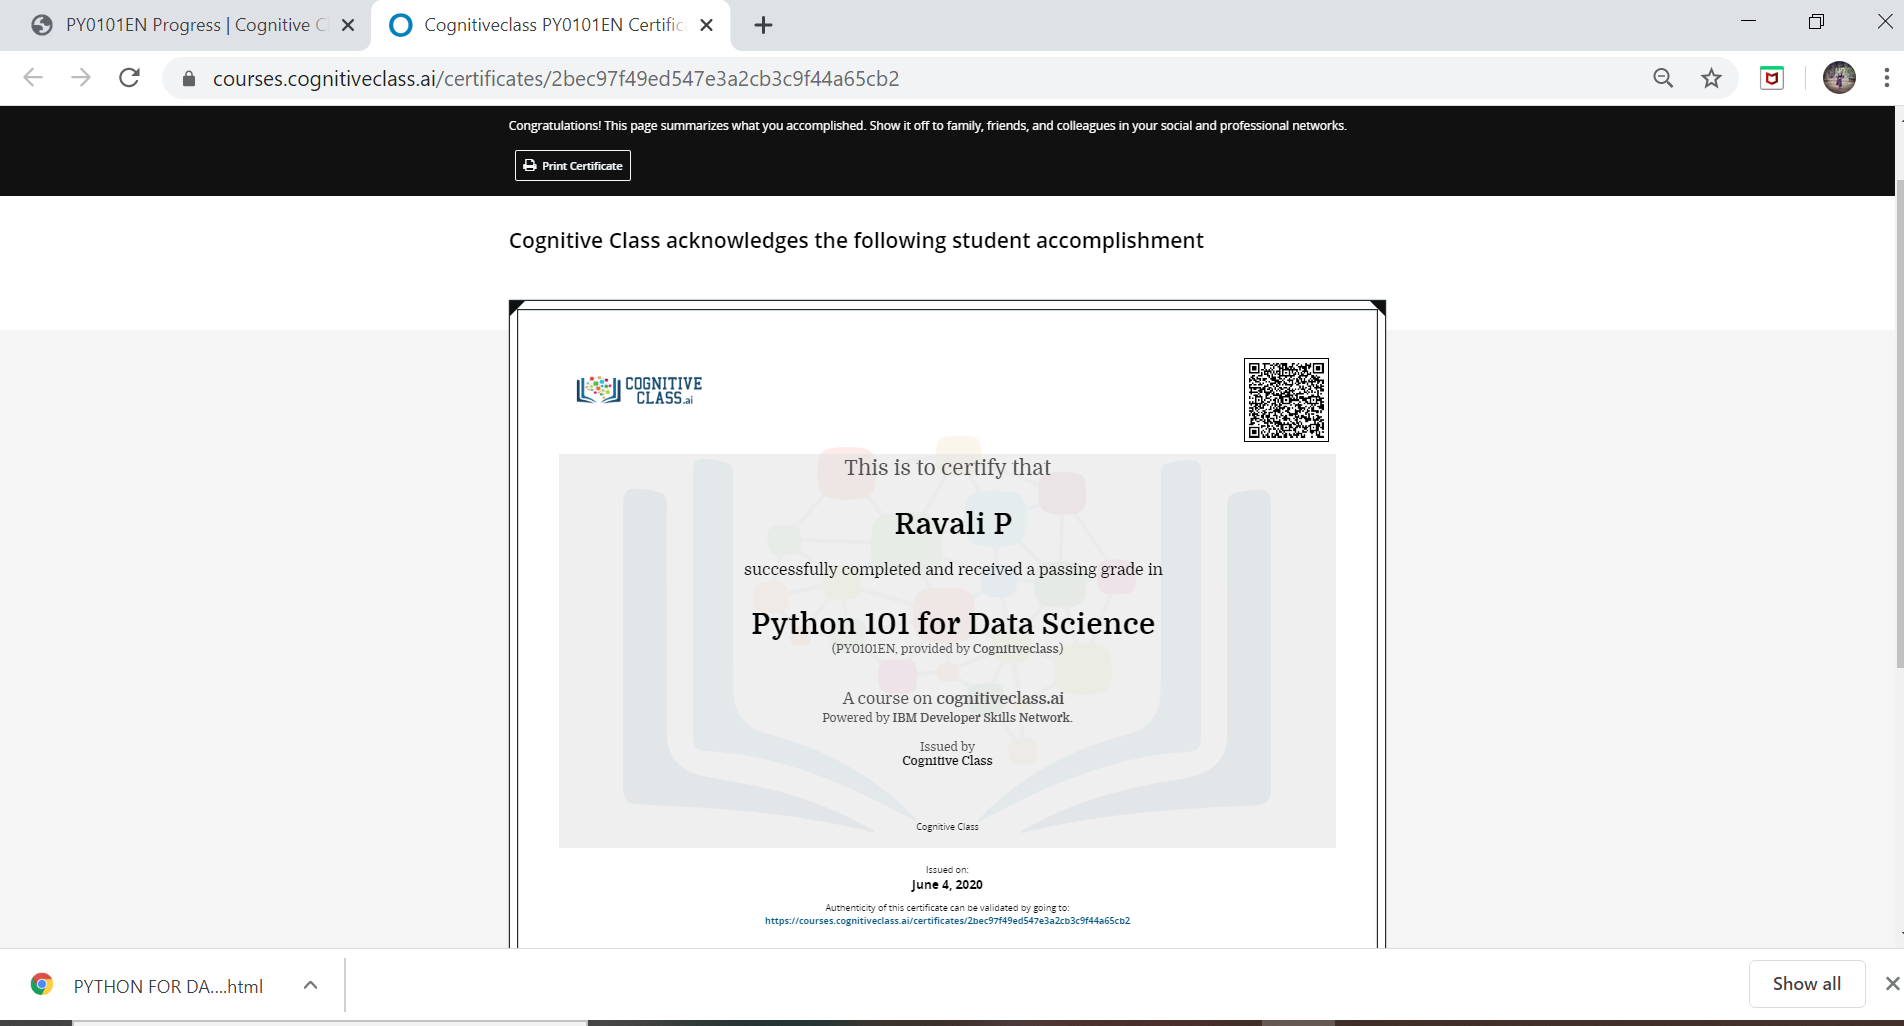 PY0101EN Progress | Cognitive C
Cognitiveclass PY0101EN Certific
courses.cognitiveclass.ai/certificates/2bec97f49ed547e3a2cb3c9f44a65cb2
Congratulations! This page summarizes what you accomplished. Show it off to family, friends, and colleagues in your social and professional networks.
Print Certificate
Cognitive Class acknowledges the following student accomplishment
COGNITIVE
CLASS.ai
This is to certify that
Ravali P
successfully completed and received a passing grade in
Python 101 for Data Science
(PY0101EN, provided by Cognitiveclass)
A course on cognitiveclass.ai
Powered by IBM Developer Skills Network.
Issued by
Cognitive Class
Cognitive Class
Issued on:
June 4, 2020
Authenticity of this certificate can be validated by going to:
https://courses.cognitiveclass.ai/certificates/2bec97f49ed547e3a2cb3c9f44a65cb2
PYTHON FOR DA....html
Show all